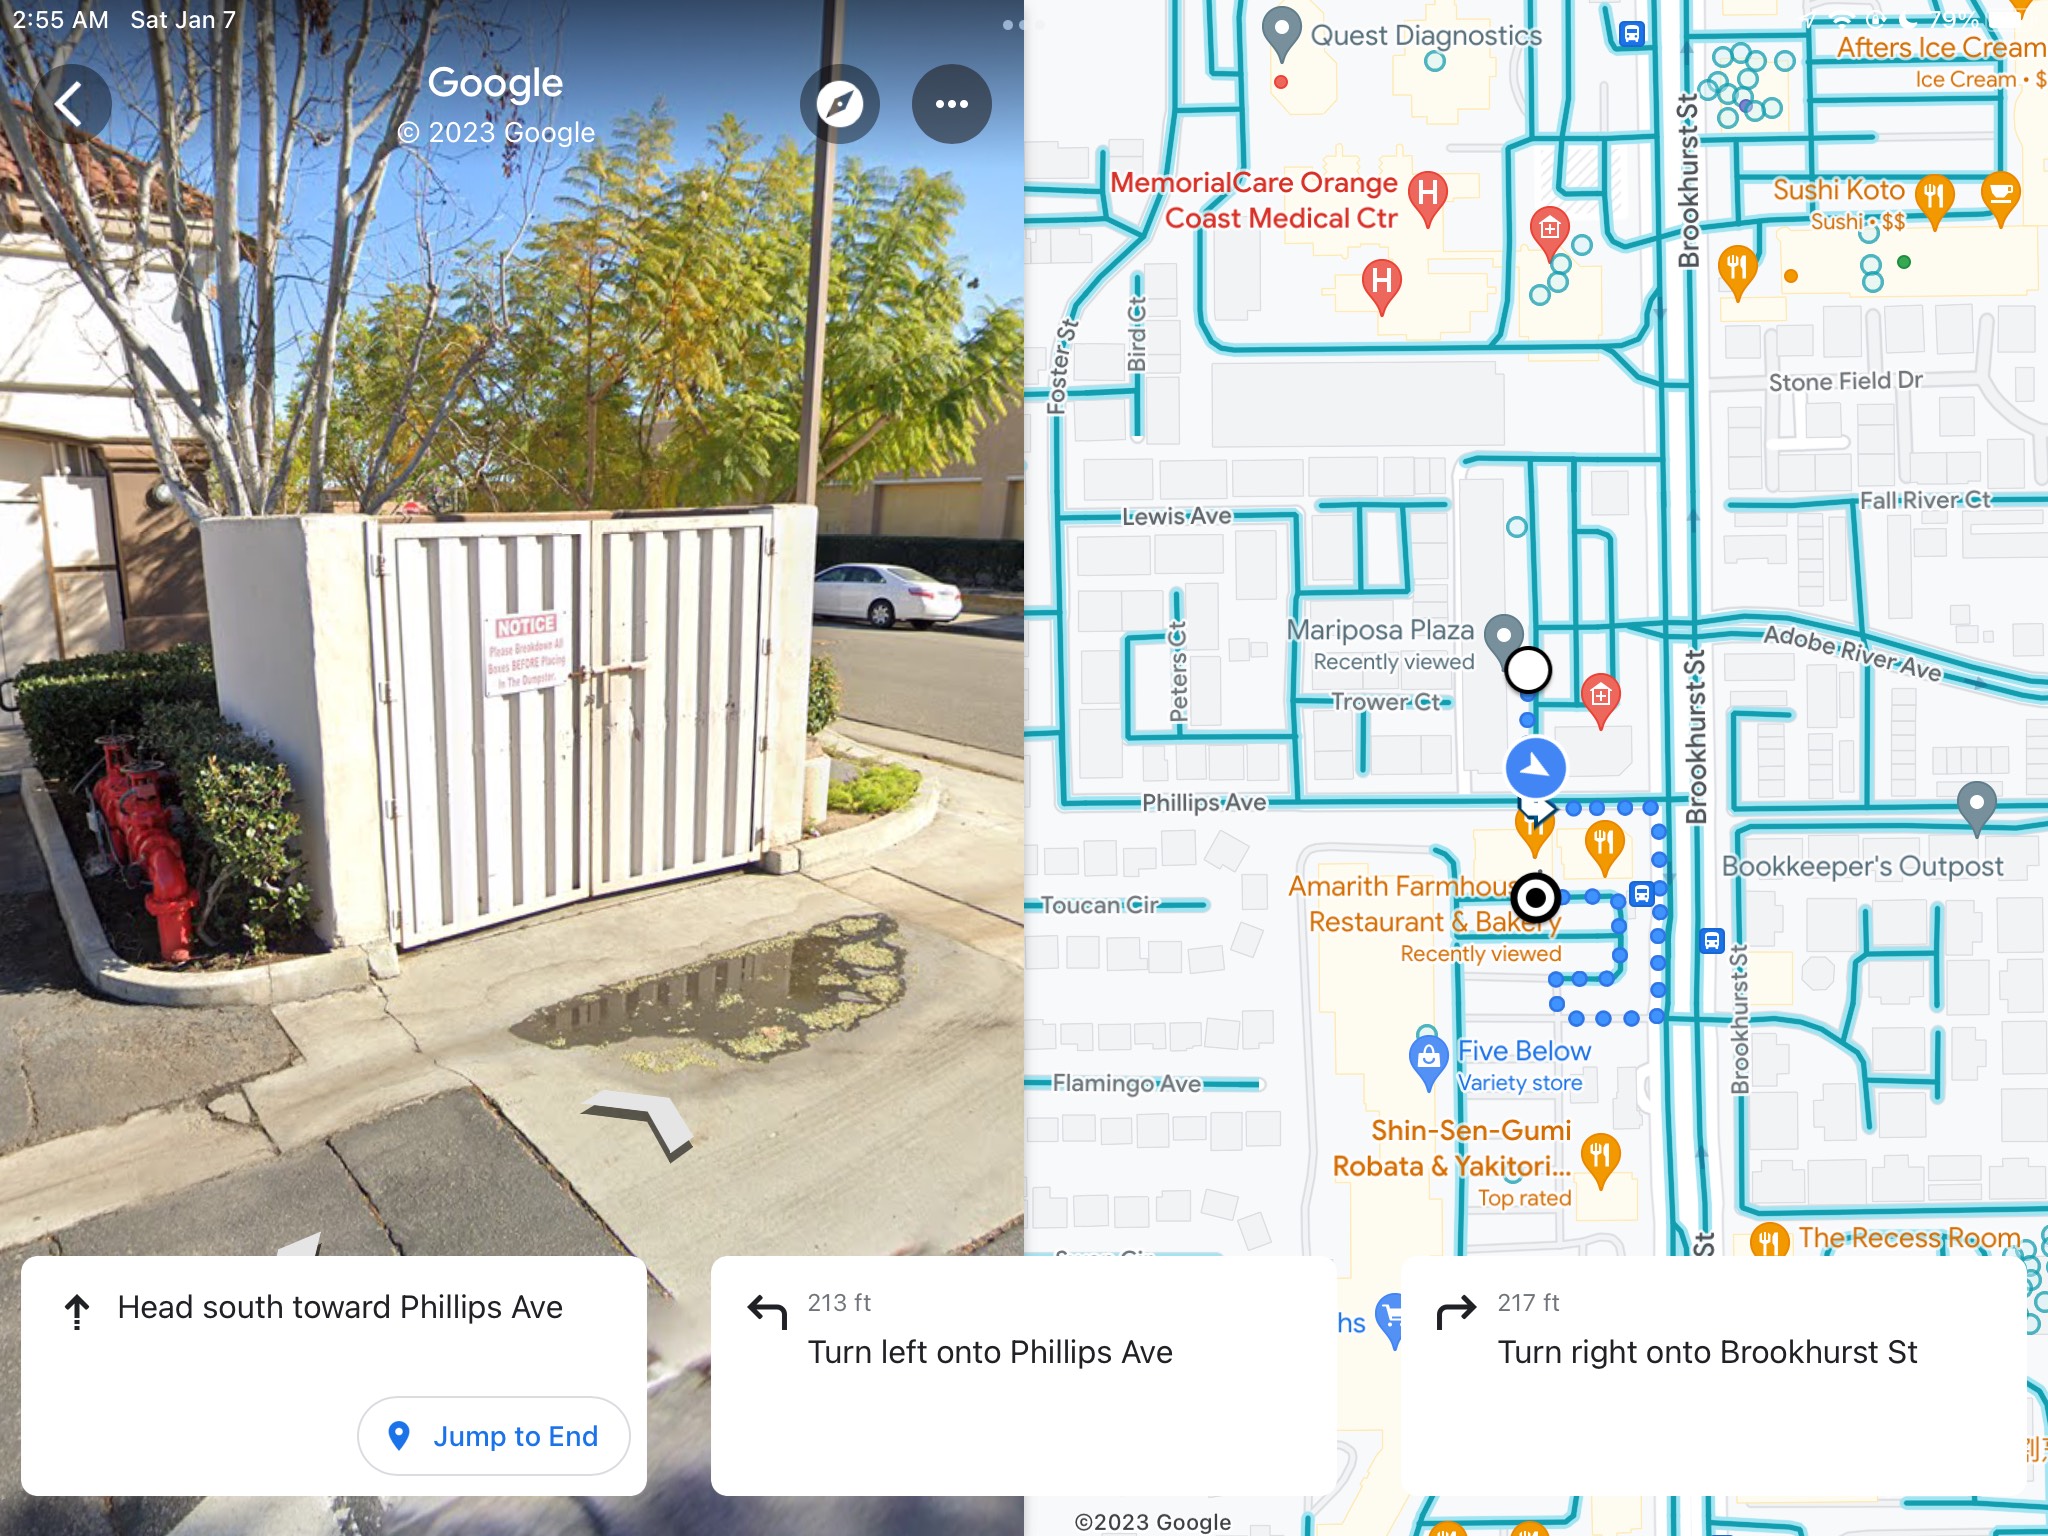 2:55 AM Sat Jan 7
79%
Google
© 2023 Google
NOTICE
Please Breakdown All
Boxes BEFORE Placing
In The Dumpster.
Head south toward Phillips Ave
Jump to End
213 ft
Turn left onto Phillips Ave
217 ft
Turn right onto Brookhurst St
Quest Diagnostics
Afters Ice Cream
Ice Cream • $
Brookhurst St
MemorialCare Orange
Coast Medical Ctr
Sushi Koto
Sushi • $$
Foster St
Bird Ct
Stone Field Dr
Fall River Ct
Lewis Ave
Peters Ct
Mariposa Plaza
Recently viewed
Trower Ct
Adobe River Ave
Brookhurst St
Phillips Ave
Bookkeeper's Outpost
Amarith Farmhou
Restaurant & Bakery
Recently viewed
Toucan Cir
Brookhurst St
Five Below
Variety store
Flamingo Ave
Shin-Sen-Gumi
Robata & Yakitori...
Top rated
The Recess Room
St
hs
©2023 Google